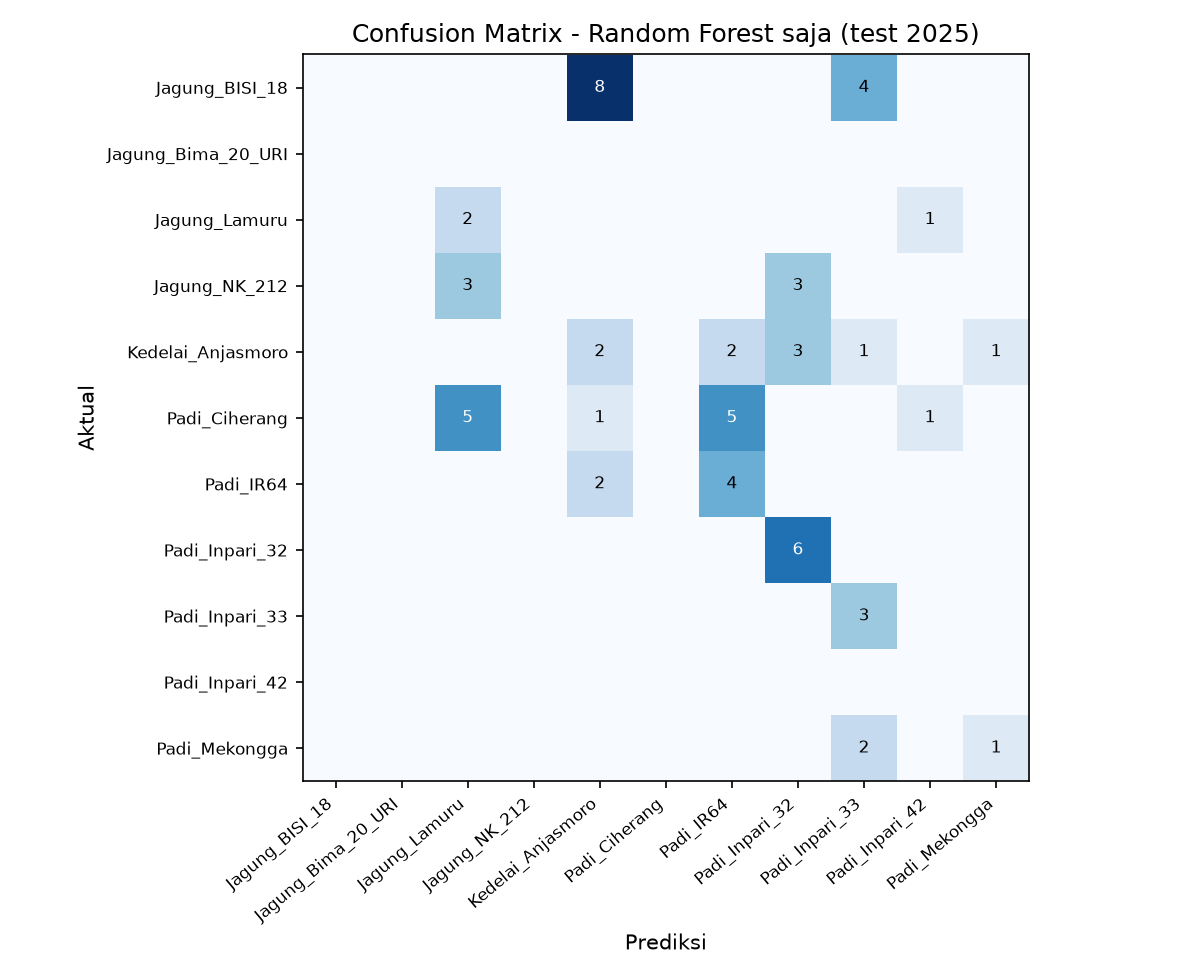 Confusion Matrix - Random Forest saja (test 2025)
Jagung_BISI_18 8 4
Jagung_Bima_20_URI
Jagung_Lamuru 2 1
Jagung_NK_212 3 3
Kedelai_Anjasmoro 2 2 3 1 1
Aktual
Padi_Ciherang 5 1 5 1
Padi_IR64 2 4
Padi_Inpari_32 6
Padi_Inpari_33 3
Padi_Inpari_42
Padi_Mekongga 2 1
Jagung_BISI_18
Jagung_Bima_20_URI
Jagung_Lamuru
Jagung_NK_212
Kedelai_Anjasmoro
Padi_Ciherang
Padi_IR64
Padi_Inpari_32
Padi_Inpari_33
Padi_Inpari_42
Padi_Mekongga
Prediksi